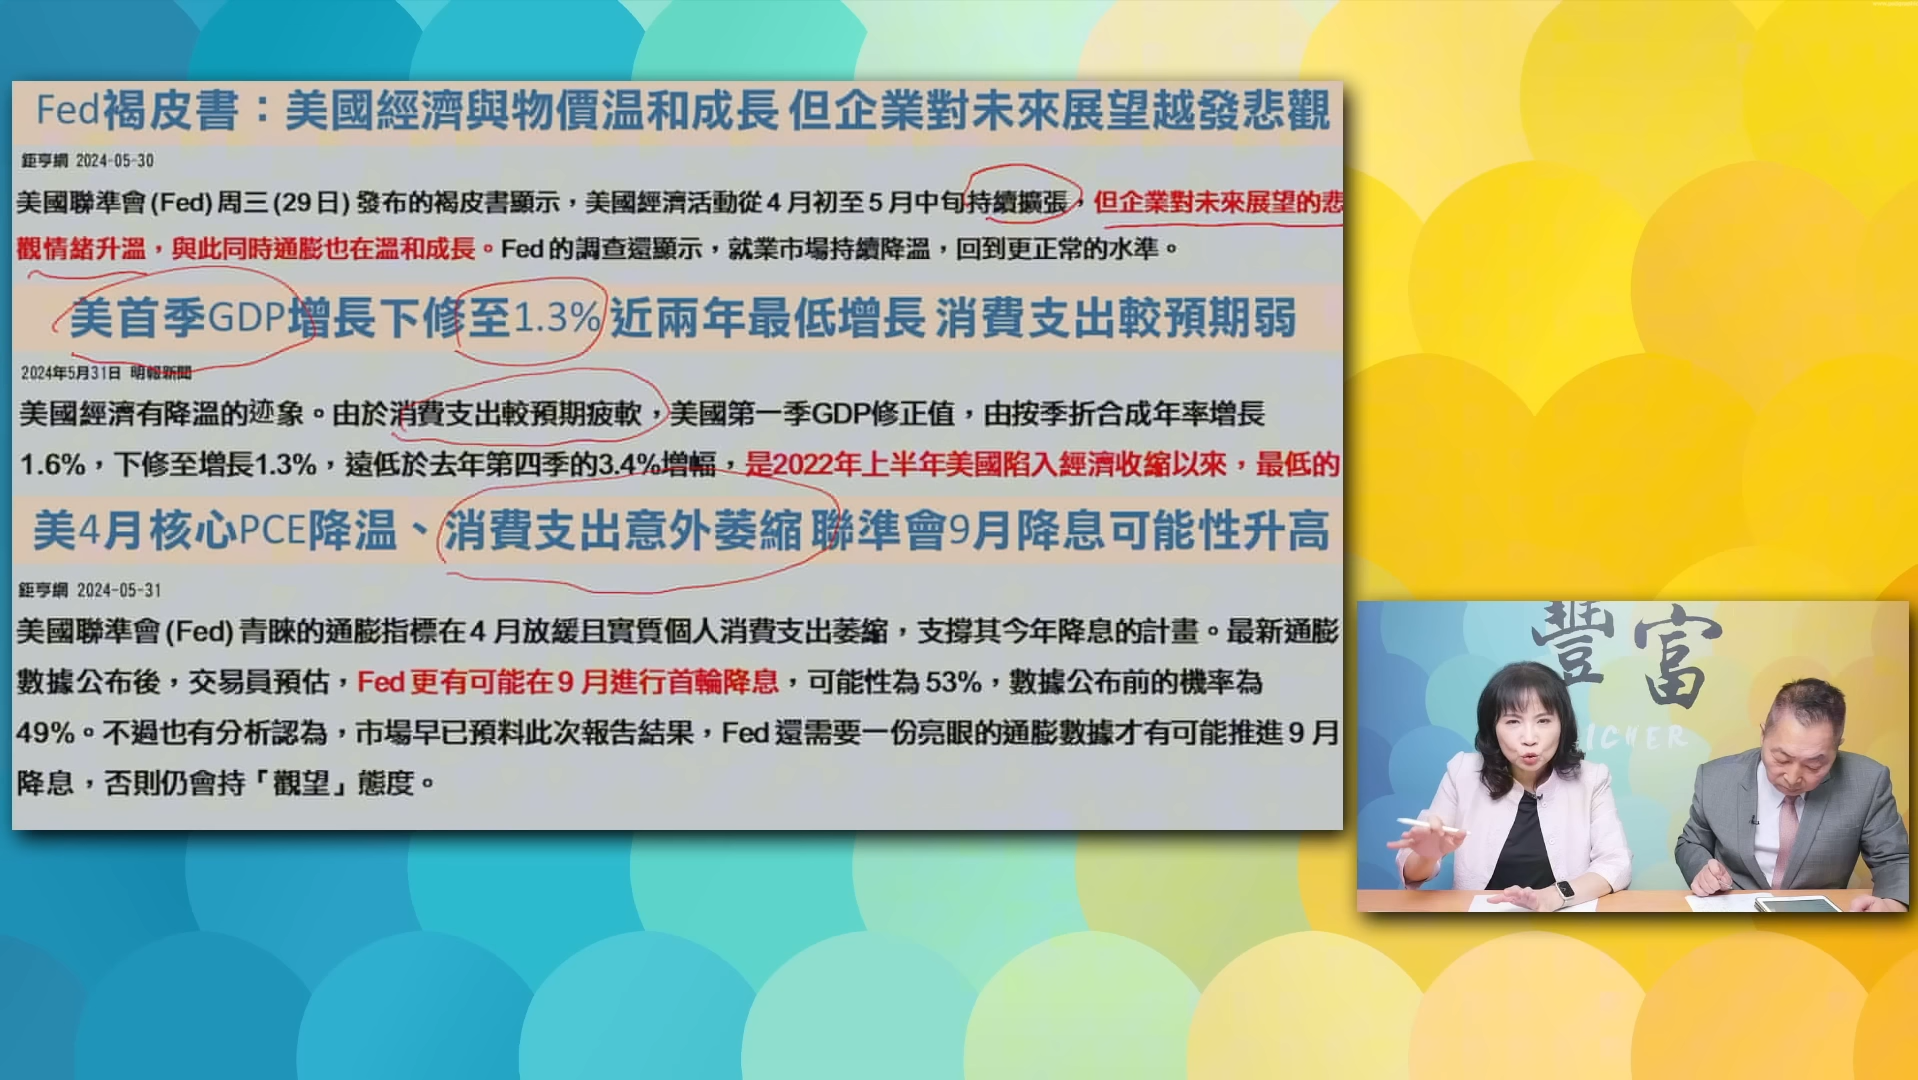 Fed褐皮書：美國經濟與物價溫和成長 但企業對未來展望越發悲觀
鉅亨網 2024-05-30
美國聯準會(Fed)周三(29日)發布的褐皮書顯示，美國經濟活動從4月初至5月中旬持續擴張，但企業對未來展望的悲
觀情緒升溫，與此同時通膨也在溫和成長。Fed的調查還顯示，就業市場持續降溫，回到更正常的水準。
美首季GDP增長下修至1.3% 近兩年最低增長 消費支出較預期弱
2024年5月31日 明報新聞
美國經濟有降溫的迹象。由於消費支出較預期疲軟，美國第一季GDP修正值，由按季折合成年率增長
1.6%，下修至增長1.3%，遠低於去年第四季的3.4%增幅，是2022年上半年美國陷入經濟收縮以來，最低的
美4月核心PCE降溫、消費支出意外萎縮 聯準會9月降息可能性升高
鉅亨網 2024-05-31
美國聯準會(Fed)青睞的通膨指標在4月放緩且實質個人消費支出萎縮，支撐其今年降息的計畫。最新通膨
數據公布後，交易員預估，Fed更有可能在9月進行首輪降息，可能性為53%，數據公布前的機率為
49%。不過也有分析認為，市場早已預料此次報告結果，Fed還需要一份亮眼的通膨數據才有可能推進9月
降息，否則仍會持「觀望」態度。
豐富
ICHER